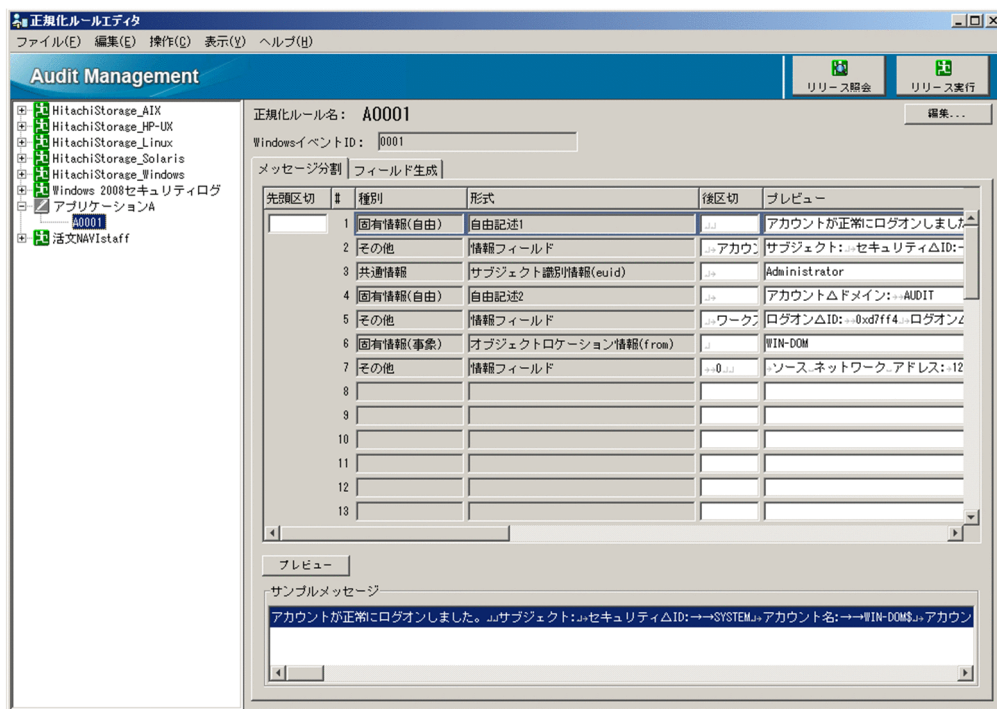 正規化ルールエディタ
ファイル(F) 編集(E) 操作(C) 表示(V) ヘルプ(H)
Audit Management
リリース照会 リリース実行
HitachiStorage_AIX
HitachiStorage_HP-UX
HitachiStorage_Linux
HitachiStorage_Solaris
HitachiStorage_Windows
Windows 2008セキュリティログ
アプリケーションA
A0001
活文NAVIstaff
正規化ルール名: A0001
編集...
WindowsイベントID: 0001
メッセージ分割 フィールド生成
先頭区切 # 種別 形式 後区切 プレビュー
1 固有情報(自由) 自由記述1 ↲↲ アカウントが正常にログオンしました
2 その他 情報フィールド ↲→アカウン サブジェクト:↲→セキュリティ△ID:→
3 共通情報 サブジェクト識別情報(euid) ↲→ Administrator
4 固有情報(自由) 自由記述2 ↲→ アカウント△ドメイン:→→AUDIT
5 その他 情報フィールド ↲→ワークス ログオン△ID:→→0xd7ff4↲→ログオン△
6 固有情報(事象) オブジェクトロケーション情報(from) ↲ WIN-DOM
7 その他 情報フィールド →→0↲↲ →ソース_ネットワーク_アドレス:→12
8
9
10
11
12
13
プレビュー
サンプルメッセージ
アカウントが正常にログオンしました。↲↲サブジェクト:↲→セキュリティ△ID:→→SYSTEM↲→アカウント名:→→WIN-DOM$↲→アカウン